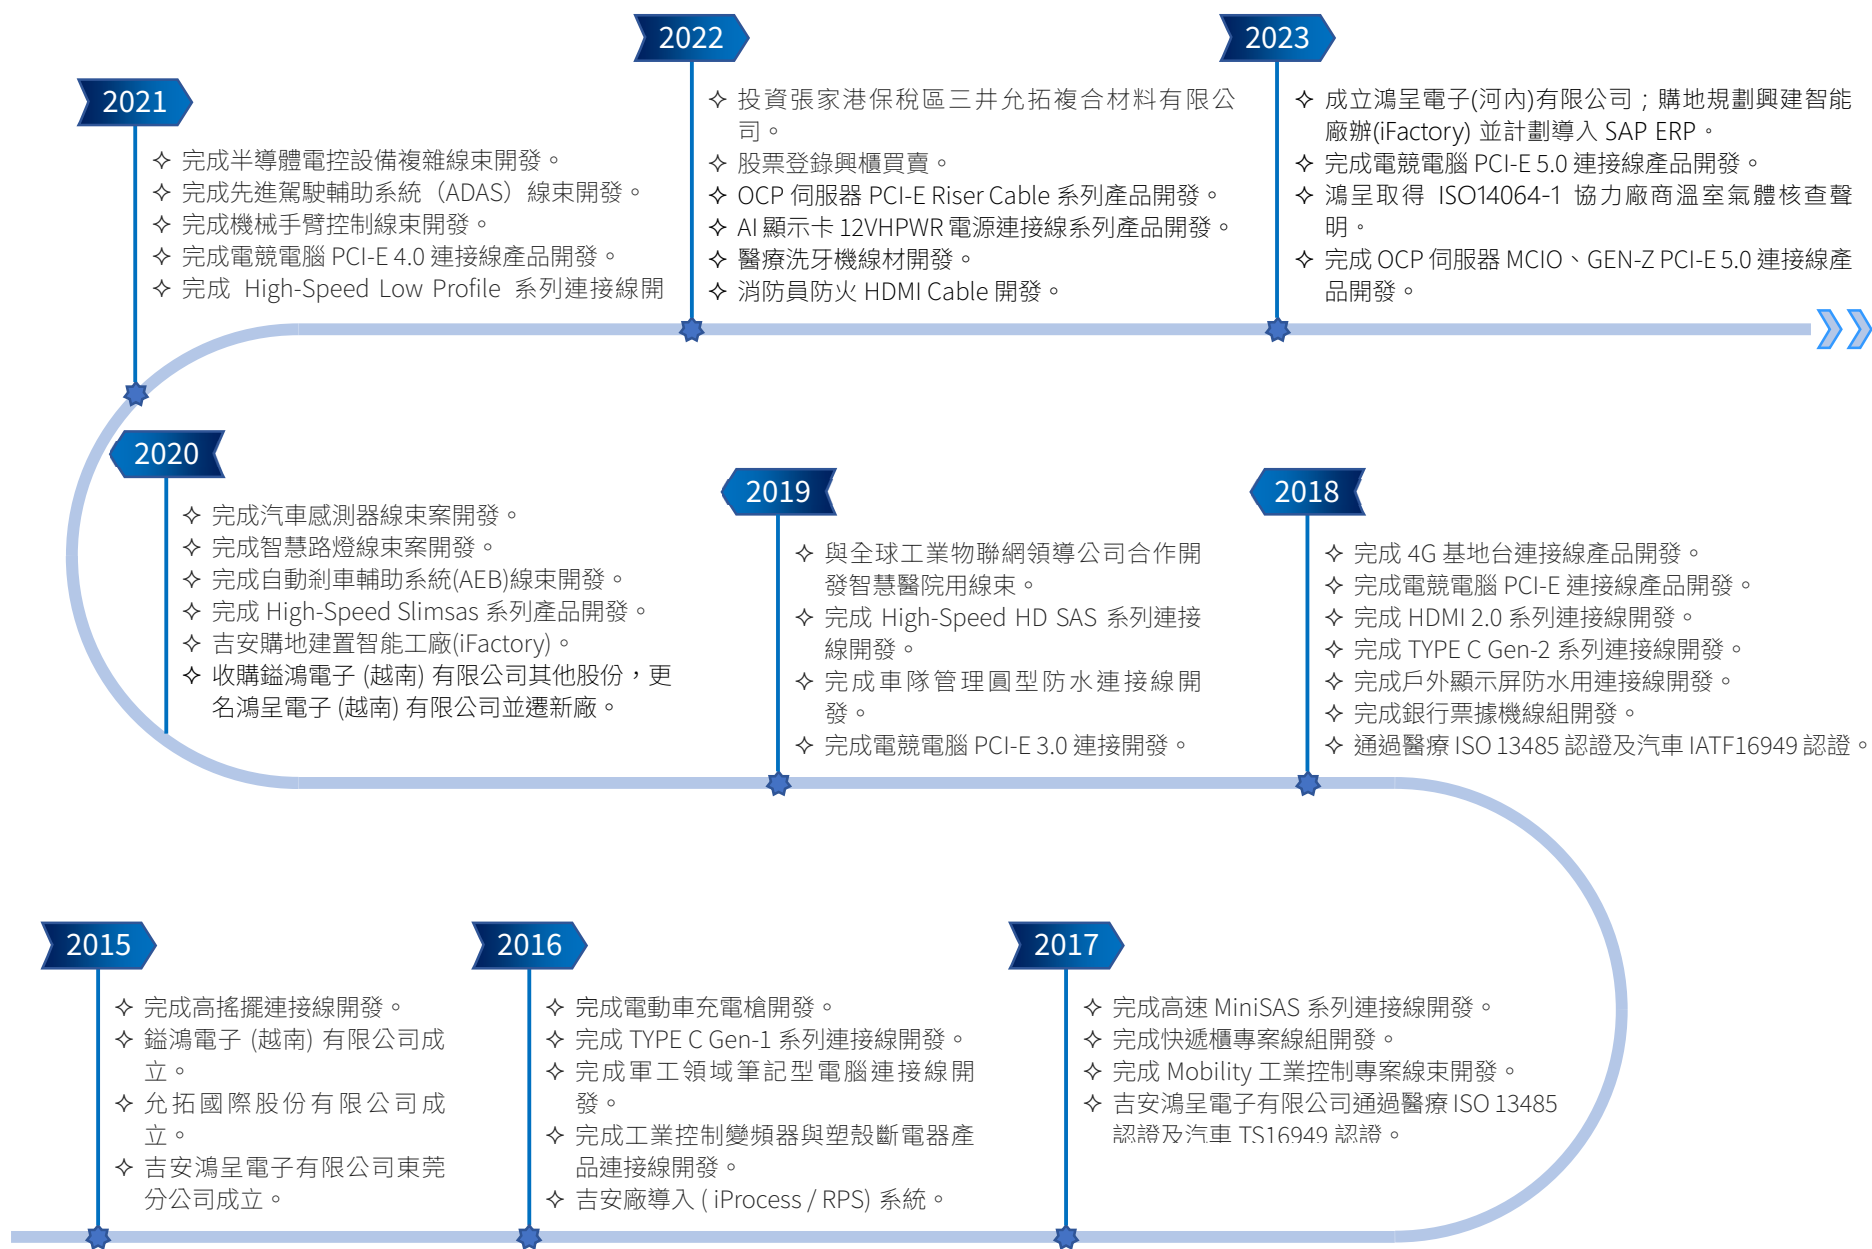 2021
✧ 完成半導體電控設備複雜線束開發。
✧ 完成先進駕駛輔助系統（ADAS）線束開發。
✧ 完成機械手臂控制線束開發。
✧ 完成電競電腦 PCI-E 4.0 連接線產品開發。
✧ 完成 High-Speed Low Profile 系列連接線開
2022
✧ 投資張家港保稅區三井允拓複合材料有限公
司。
✧ 股票登錄興櫃買賣。
✧ OCP 伺服器 PCI-E Riser Cable 系列產品開發。
✧ AI 顯示卡 12VHPWR 電源連接線系列產品開發。
✧ 醫療洗牙機線材開發。
✧ 消防員防火 HDMI Cable 開發。
2023
✧ 成立鴻呈電子(河內)有限公司；購地規劃興建智能
廠辦(iFactory) 並計劃導入 SAP ERP。
✧ 完成電競電腦 PCI-E 5.0 連接線產品開發。
✧ 鴻呈取得 ISO14064-1 協力廠商溫室氣體核查聲
明。
✧ 完成 OCP 伺服器 MCIO、GEN-Z PCI-E 5.0 連接線產
品開發。
2020
✧ 完成汽車感測器線束案開發。
✧ 完成智慧路燈線束案開發。
✧ 完成自動剎車輔助系統(AEB)線束開發。
✧ 完成 High-Speed Slimsas 系列產品開發。
✧ 吉安購地建置智能工廠(iFactory)。
✧ 收購鎰鴻電子 (越南) 有限公司其他股份，更
名鴻呈電子 (越南) 有限公司並遷新廠。
2019
✧ 與全球工業物聯網領導公司合作開
發智慧醫院用線束。
✧ 完成 High-Speed HD SAS 系列連接
線開發。
✧ 完成車隊管理圓型防水連接線開
發。
✧ 完成電競電腦 PCI-E 3.0 連接開發。
2018
✧ 完成 4G 基地台連接線產品開發。
✧ 完成電競電腦 PCI-E 連接線產品開發。
✧ 完成 HDMI 2.0 系列連接線開發。
✧ 完成 TYPE C Gen-2 系列連接線開發。
✧ 完成戶外顯示屏防水用連接線開發。
✧ 完成銀行票據機線組開發。
✧ 通過醫療 ISO 13485 認證及汽車 IATF16949 認證。
2015
✧ 完成高搖擺連接線開發。
✧ 鎰鴻電子 (越南) 有限公司成
立。
✧ 允拓國際股份有限公司成
立。
✧ 吉安鴻呈電子有限公司東莞
分公司成立。
2016
✧ 完成電動車充電槍開發。
✧ 完成 TYPE C Gen-1 系列連接線開發。
✧ 完成軍工領域筆記型電腦連接線開
發。
✧ 完成工業控制變頻器與塑殼斷電器產
品連接線開發。
✧ 吉安廠導入 ( iProcess / RPS) 系統。
2017
✧ 完成高速 MiniSAS 系列連接線開發。
✧ 完成快遞櫃專案線組開發。
✧ 完成 Mobility 工業控制專案線束開發。
✧ 吉安鴻呈電子有限公司通過醫療 ISO 13485
認證及汽車 TS16949 認證。